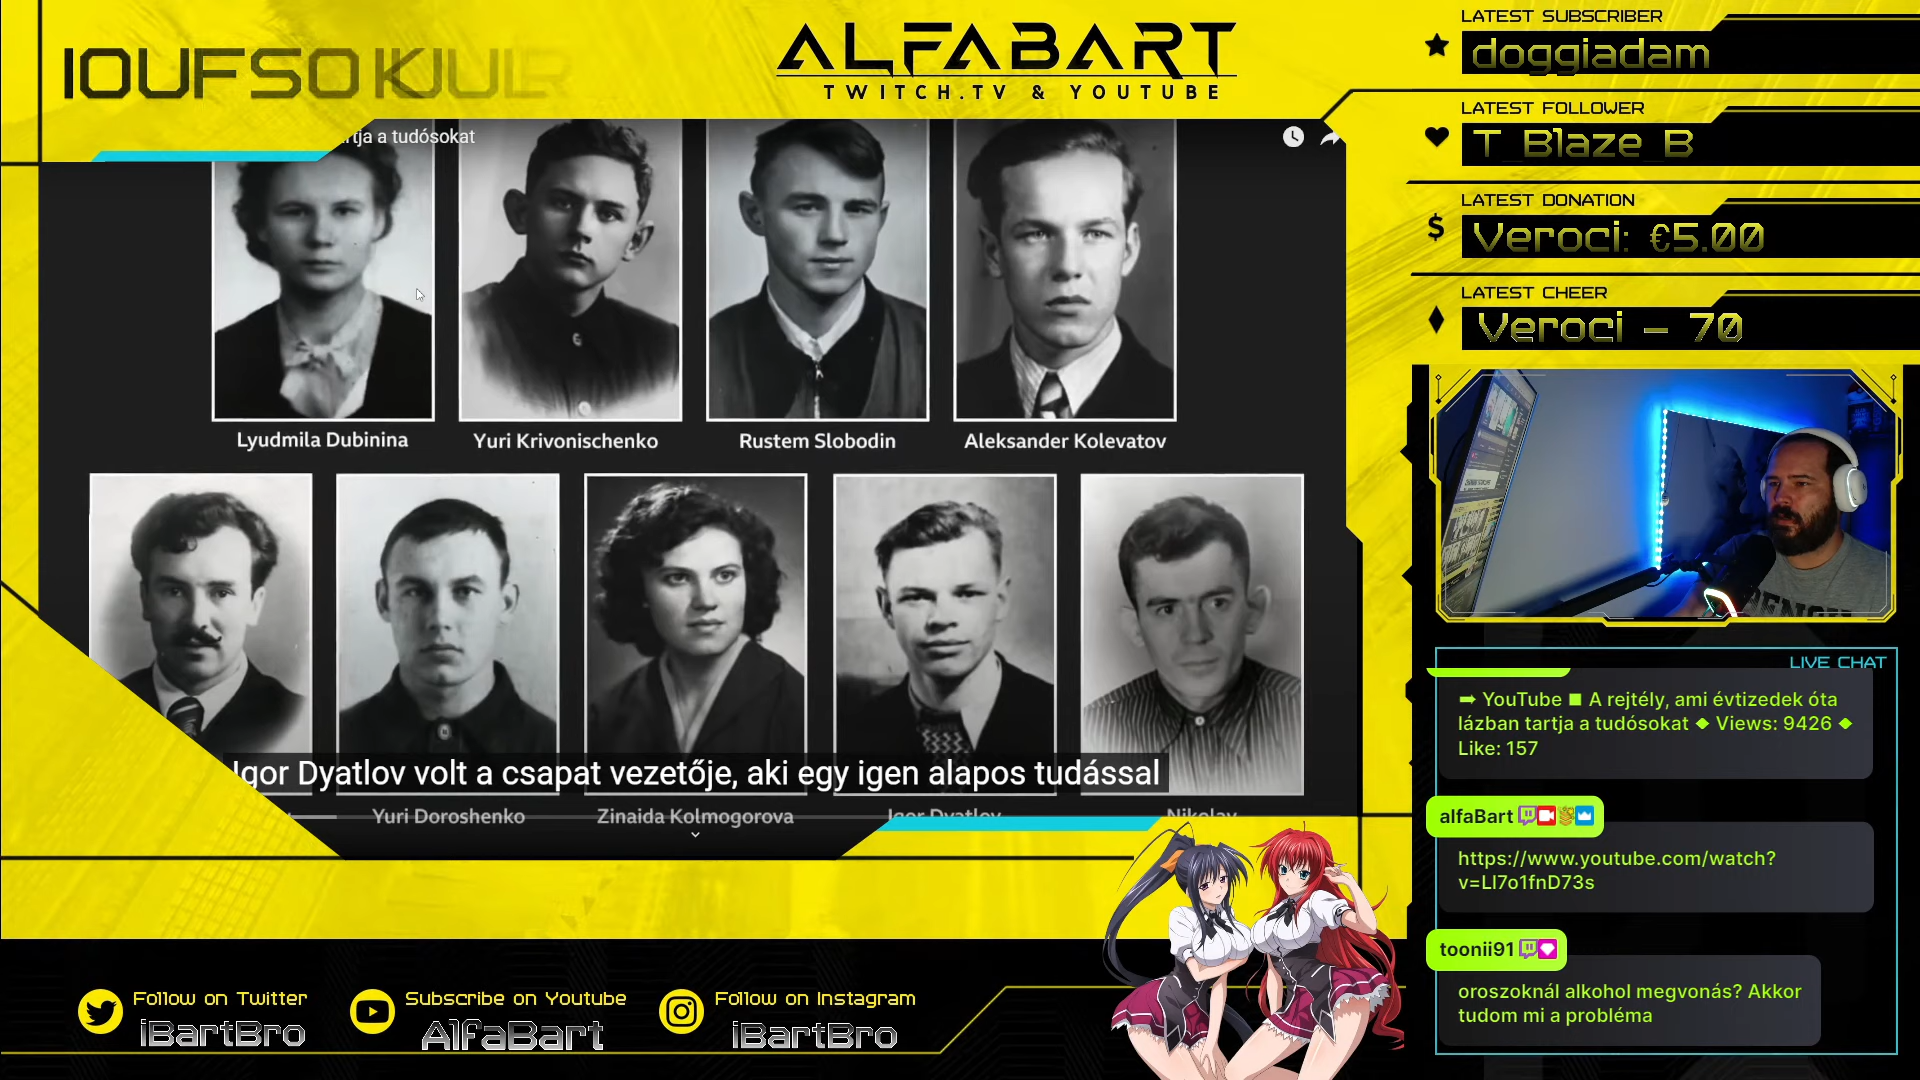 ALFABART
TWITCH.TV & YOUTUBE
rtja a tudósokat
Lyudmila Dubinina
Yuri Krivonischenko
Rustem Slobodin
Aleksander Kolevatov
Igor Dyatlov volt a csapat vezetője, aki egy igen alapos tudással
Yuri Doroshenko
Zinaida Kolmogorova
Igor Dyatlov
Nikolay
LATEST SUBSCRIBER
doggiadam
LATEST FOLLOWER
T_Blaze_B
LATEST DONATION
$
Veroci: €5.00
LATEST CHEER
Veroci - 70
LIVE CHAT
➡ YouTube ■ A rejtély, ami évtizedek óta
lázban tartja a tudósokat ◆ Views: 9426 ◆
Like: 157
alfaBart
https://www.youtube.com/watch?
v=LI7o1fnD73s
toonii91
oroszoknál alkohol megvonás? Akkor
tudom mi a probléma
Follow on Twitter
iBartBro
Subscribe on Youtube
AlfaBart
Follow on Instagram
iBartBro